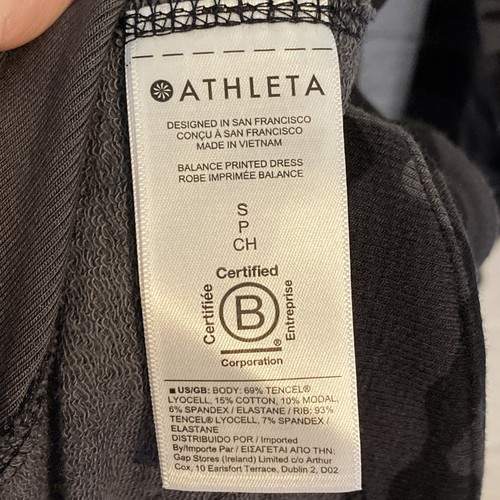 ATHLETA
DESIGNED IN SAN FRANCISCO
CONÇU À SAN FRANCISCO
MADE IN VIETNAM
BALANCE PRINTED DRESS
ROBE IMPRIMÉE BALANCE
S
P
CH
Certified
Certifiée
B
Entreprise
®
Corporation
■ US/GB: BODY: 69% TENCEL®
LYOCELL, 15% COTTON, 10% MODAL,
6% SPANDEX / ELASTANE / RIB: 93%
TENCEL® LYOCELL, 7% SPANDEX /
ELASTANE
DISTRIBUIDO POR / Imported
By/Importe Par / ΕΙΣΑΓΕΤΑΙ ΑΠΟ ΤΗΝ:
Gap Stores (Ireland) Limited c/o Arthur
Cox, 10 Earlsfort Terrace, Dublin 2, D02